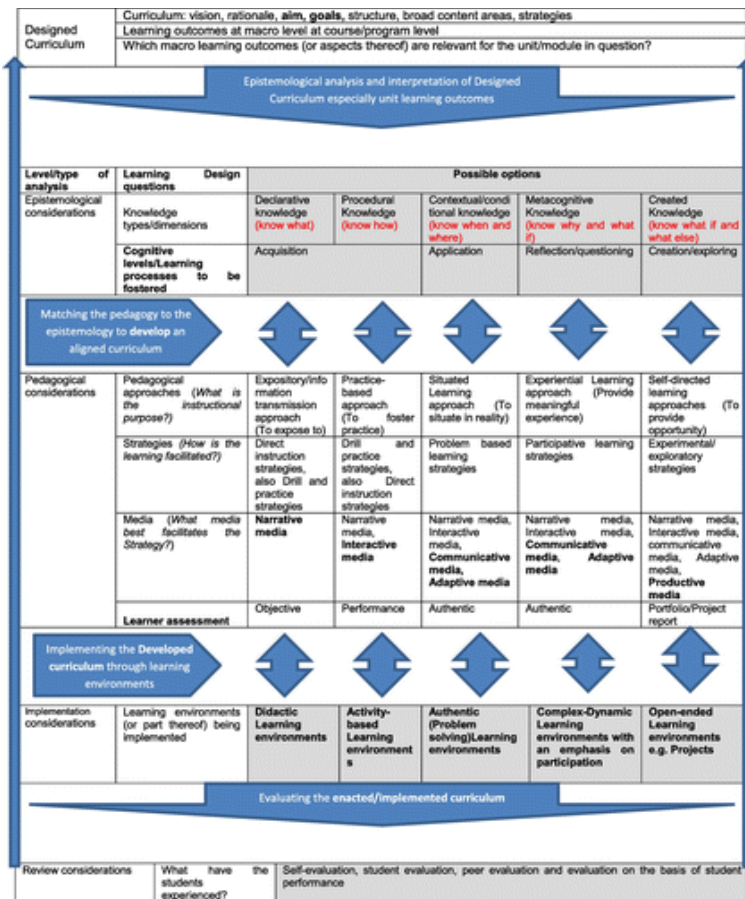 Designed
Curriculum
Curriculum: vision, rationale, aim, goals, structure, broad content areas, strategies
Learning outcomes at macro level at course/program level
Which macro learning outcomes (or aspects thereof) are relevant for the unit/module in question?
Epistemological analysis and interpretation of Designed
Curriculum especially unit learning outcomes
Level/type of
analysis
Learning Design
questions
Possible options
Epistemological
considerations
Knowledge
types/dimensions
Declarative
knowledge
(know what)
Procedural
Knowledge
(know how)
Contextual/condi
tional knowledge
(know when and
where)
Metacognitive
Knowledge
(know why and what
if)
Created
Knowledge
(know what if and
what else)
Cognitive
levels/Learning
processes to be
fostered
Acquisition
Application
Reflection/questioning
Creation/exploring
Matching the pedagogy to the
epistemology to develop an
aligned curriculum
Pedagogical
considerations
Pedagogical
approaches (What is
the instructional
purpose?)
Expository/info
rmation
transmission
approach
(To expose to)
Practice-
based
approach
(To foster
practice)
Situated
Learning
approach (To
situate in reality)
Experiential Learning
approach (Provide
meaningful
experience)
Self-directed
learning
approaches (To
provide
opportunity)
Strategies (How is the
learning facilitated?)
Direct
instruction
strategies,
also Drill and
practice
strategies
Drill and
practice
strategies,
also Direct
instruction
strategies
Problem based
learning
strategies
Participative learning
strategies
Experimental/
exploratory
strategies
Media (What media
best facilitates the
Strategy?)
Narrative
media
Narrative
media,
Interactive
media
Narrative media,
Interactive
media,
Communicative
media,
Adaptive media
Narrative media,
Interactive media,
Communicative
media, Adaptive
media
Narrative media,
Interactive media,
communicative
media, Adaptive
media,
Productive
media
Learner assessment
Objective
Performance
Authentic
Authentic
Portfolio/Project
report
Implementing the Developed
curriculum through learning
environments
Implementation
considerations
Learning environments
(or part thereof) being
implemented
Didactic
Learning
environments
Activity-
based
Learning
environment
s
Authentic
(Problem
solving)Learning
environments
Complex-Dynamic
Learning
environments with
an emphasis on
participation
Open-ended
Learning
environments
e.g. Projects
Evaluating the enacted/implemented curriculum
Review considerations
What have the
students
experienced?
Self-evaluation, student evaluation, peer evaluation and evaluation on the basis of student
performance